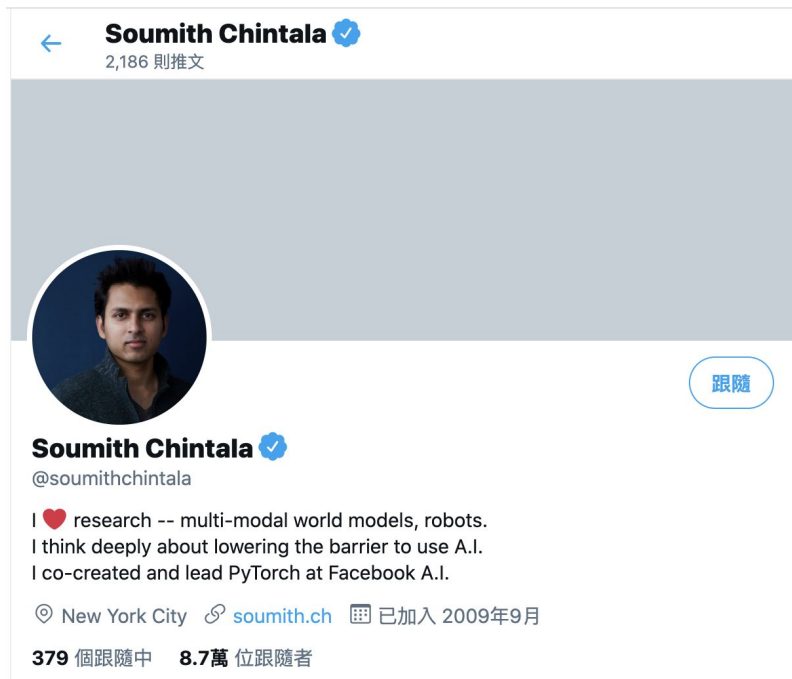 Soumith Chintala
2,186 則推文
跟隨
Soumith Chintala
@soumithchintala
I ❤️ research -- multi-modal world models, robots.
I think deeply about lowering the barrier to use A.I.
I co-created and lead PyTorch at Facebook A.I.
New York City soumith.ch 已加入 2009年9月
379 個跟隨中 8.7萬 位跟隨者